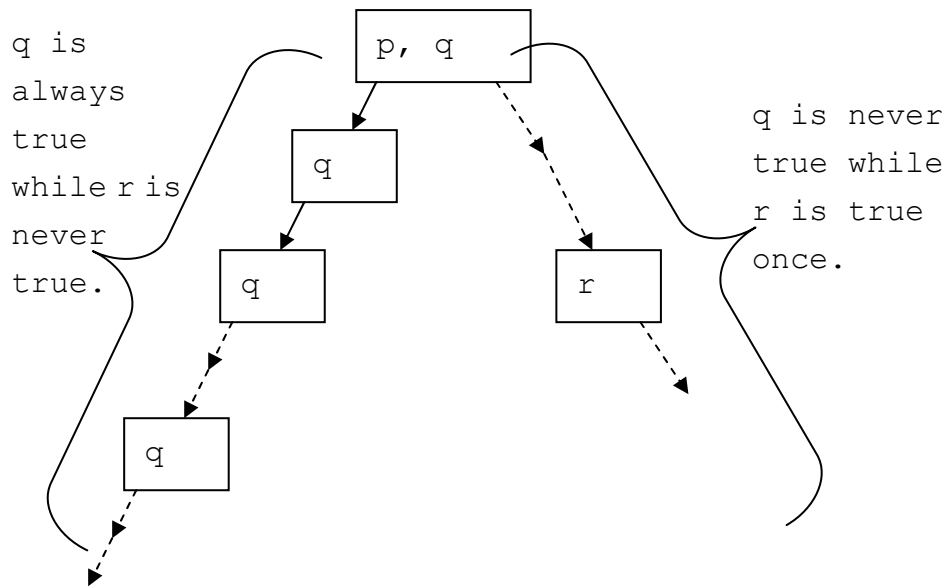 q is
always
true
while r is
never
true.
p, q
q
q
q
r
q is never
true while
r is true
once.